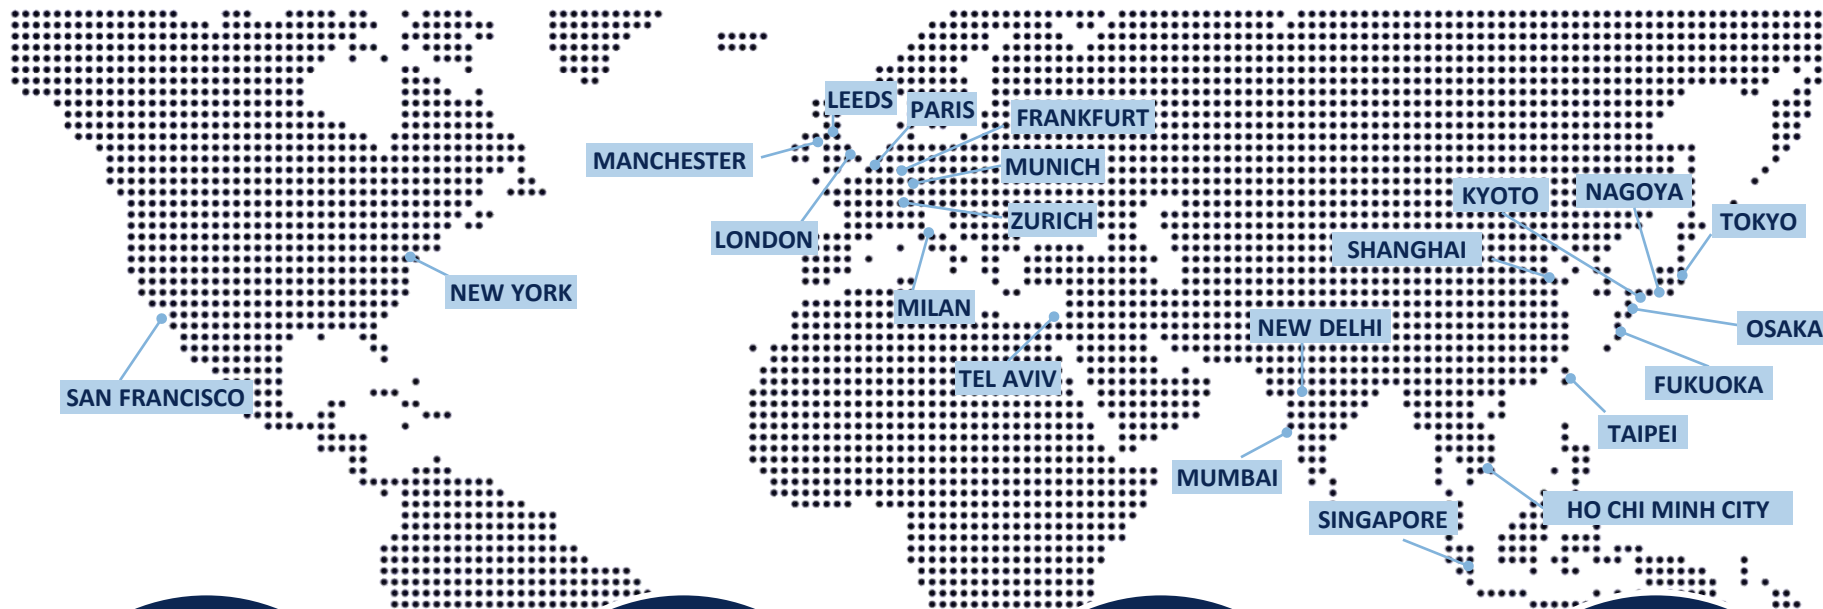 LEEDS
PARIS
FRANKFURT
MANCHESTER
MUNICH
KYOTO
NAGOYA
ZURICH
TOKYO
LONDON
SHANGHAI
NEW YORK
MILAN
NEW DELHI
OSAKA
TEL AVIV
FUKUOKA
SAN FRANCISCO
TAIPEI
MUMBAI
HO CHI MINH CITY
SINGAPORE